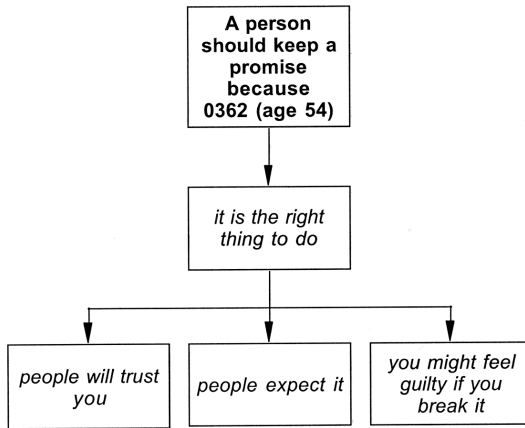 A person
should keep a
promise
because
0362 (age 54)
it is the right
thing to do
people will trust
you
people expect it
you might feel
guilty if you
break it